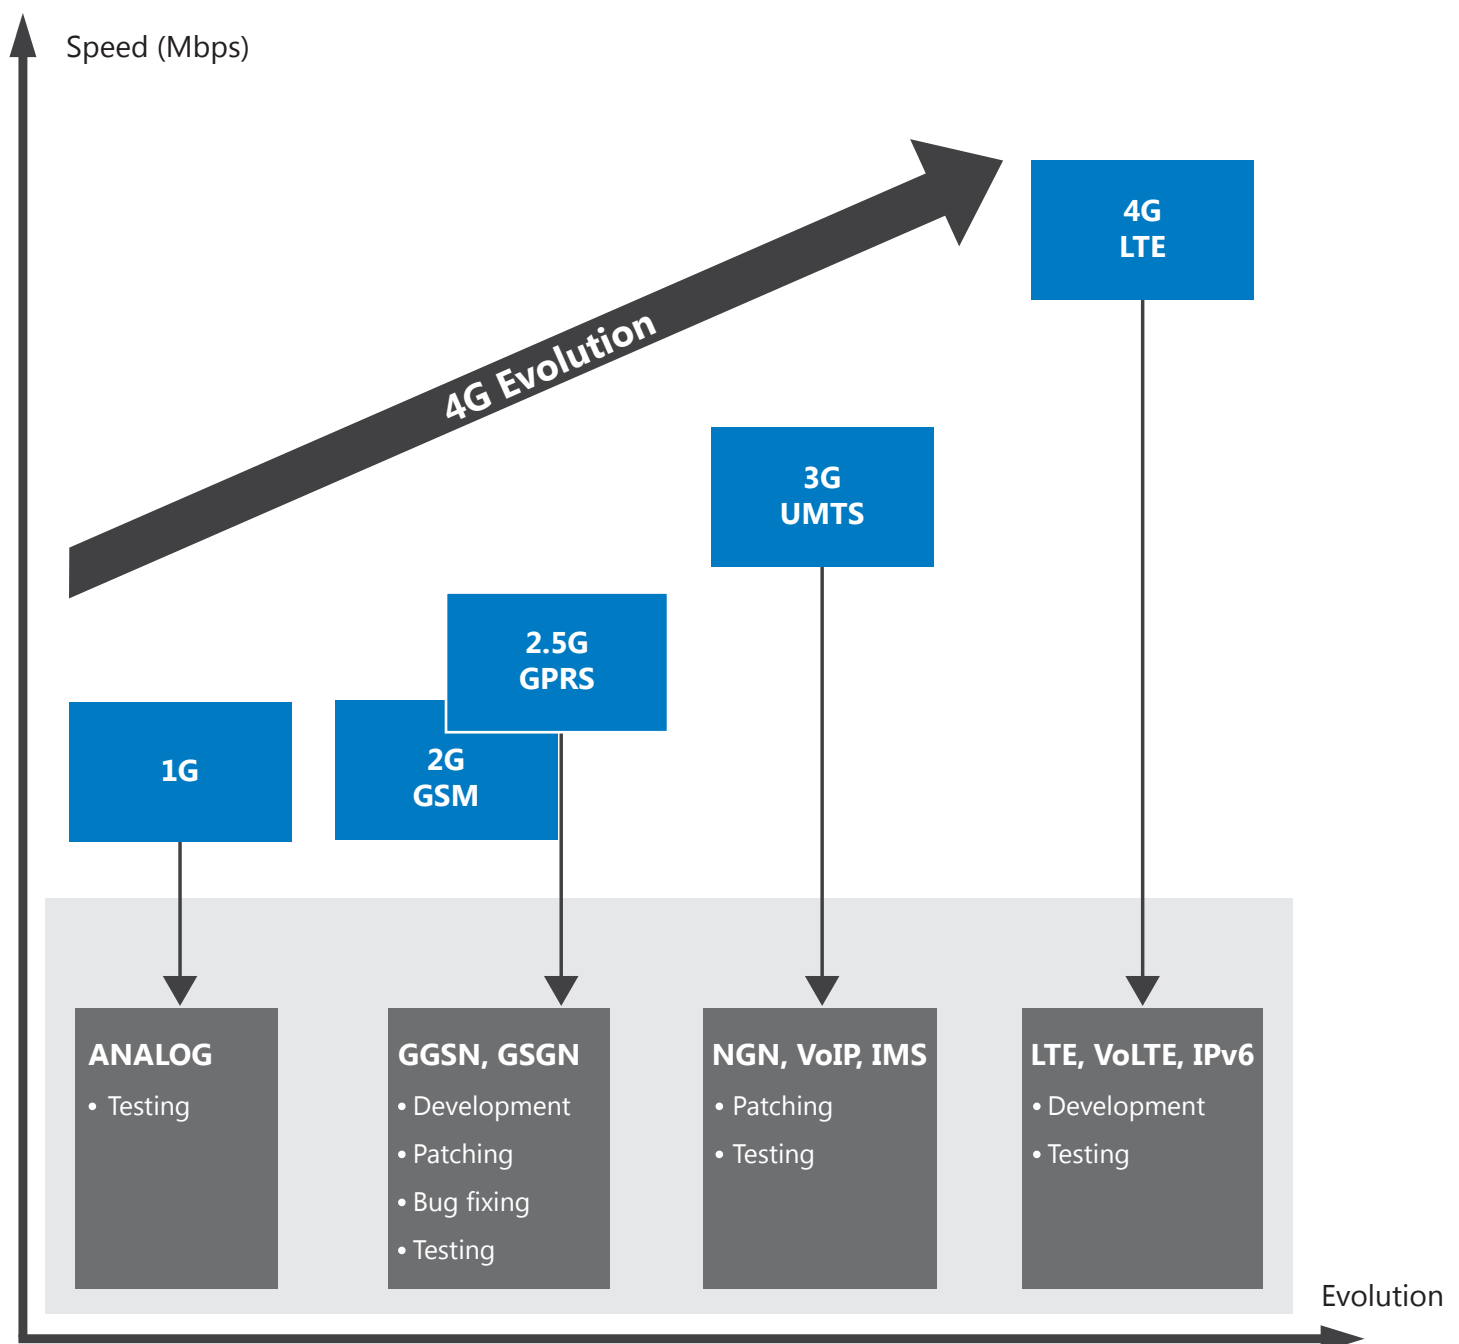 Speed (Mbps)
4G
LTE
4G Evolution
3G
UMTS
2.5G
GPRS
1G
2G
GSM
ANALOG
• Testing
GGSN, GSGN
• Development
• Patching
• Bug fixing
• Testing
NGN, VoIP, IMS
• Patching
• Testing
LTE, VoLTE, IPv6
• Development
• Testing
Evolution